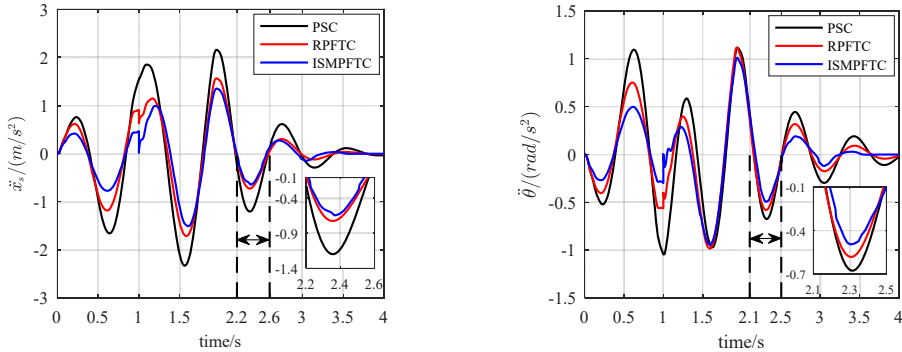 3
2
1
0
-1
-2
-3
ẍₛ/(m/s²)
PSC
RPFTC
ISMPFTC
-0.1
-0.4
-0.9
-1.4
2.2
2.4
2.6
0 0.5 1 1.5 2.2 2.6 3 3.5 4
time/s
1.5
1
0.5
0
-0.5
-1
-1.5
θ̈/(rad/s²)
PSC
RPFTC
ISMPFTC
-0.1
-0.4
-0.7
2.1
2.3
2.5
0 0.5 1 1.5 2.1 2.5 3 3.5 4
time/s